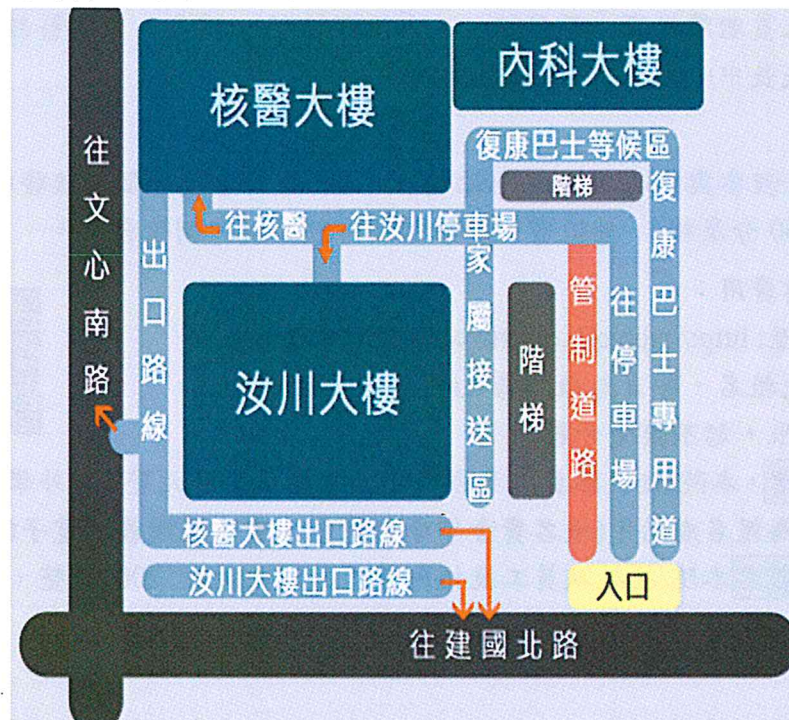 核醫大樓
內科大樓
復康巴士等候區
階梯
往文心南路
往核醫
往汝川停車場
出口路線
家屬接送區
階梯
管制道路
往停車場
復康巴士專用道
汝川大樓
核醫大樓出口路線
汝川大樓出口路線
入口
往建國北路